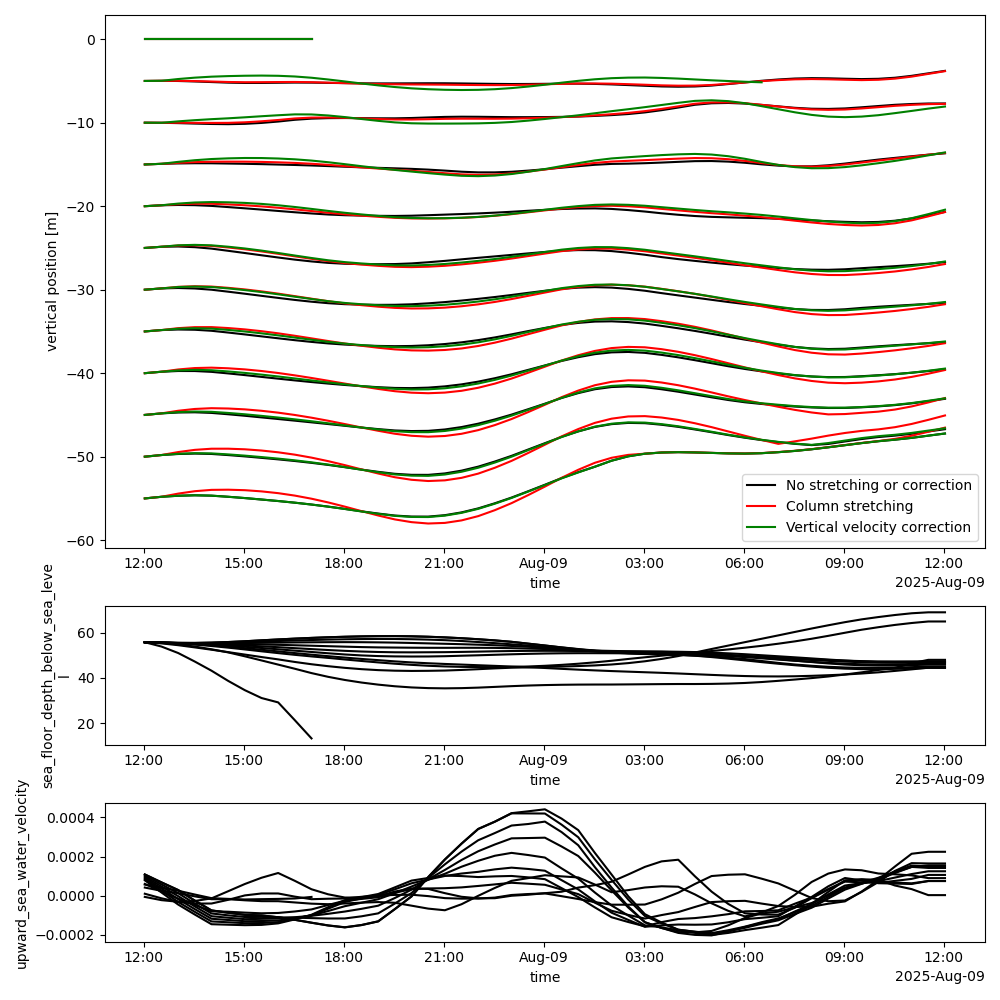 0
−10
−20
−30
−40
−50
−60
vertical position [m]
No stretching or correction
Column stretching
Vertical velocity correction
12:00 15:00 18:00 21:00 Aug-09 03:00 06:00 09:00 12:00
time
2025-Aug-09
60
40
20
sea_floor_depth_below_sea_leve
l
12:00 15:00 18:00 21:00 Aug-09 03:00 06:00 09:00 12:00
time
2025-Aug-09
0.0004
0.0002
0.0000
−0.0002
upward_sea_water_velocity
12:00 15:00 18:00 21:00 Aug-09 03:00 06:00 09:00 12:00
time
2025-Aug-09